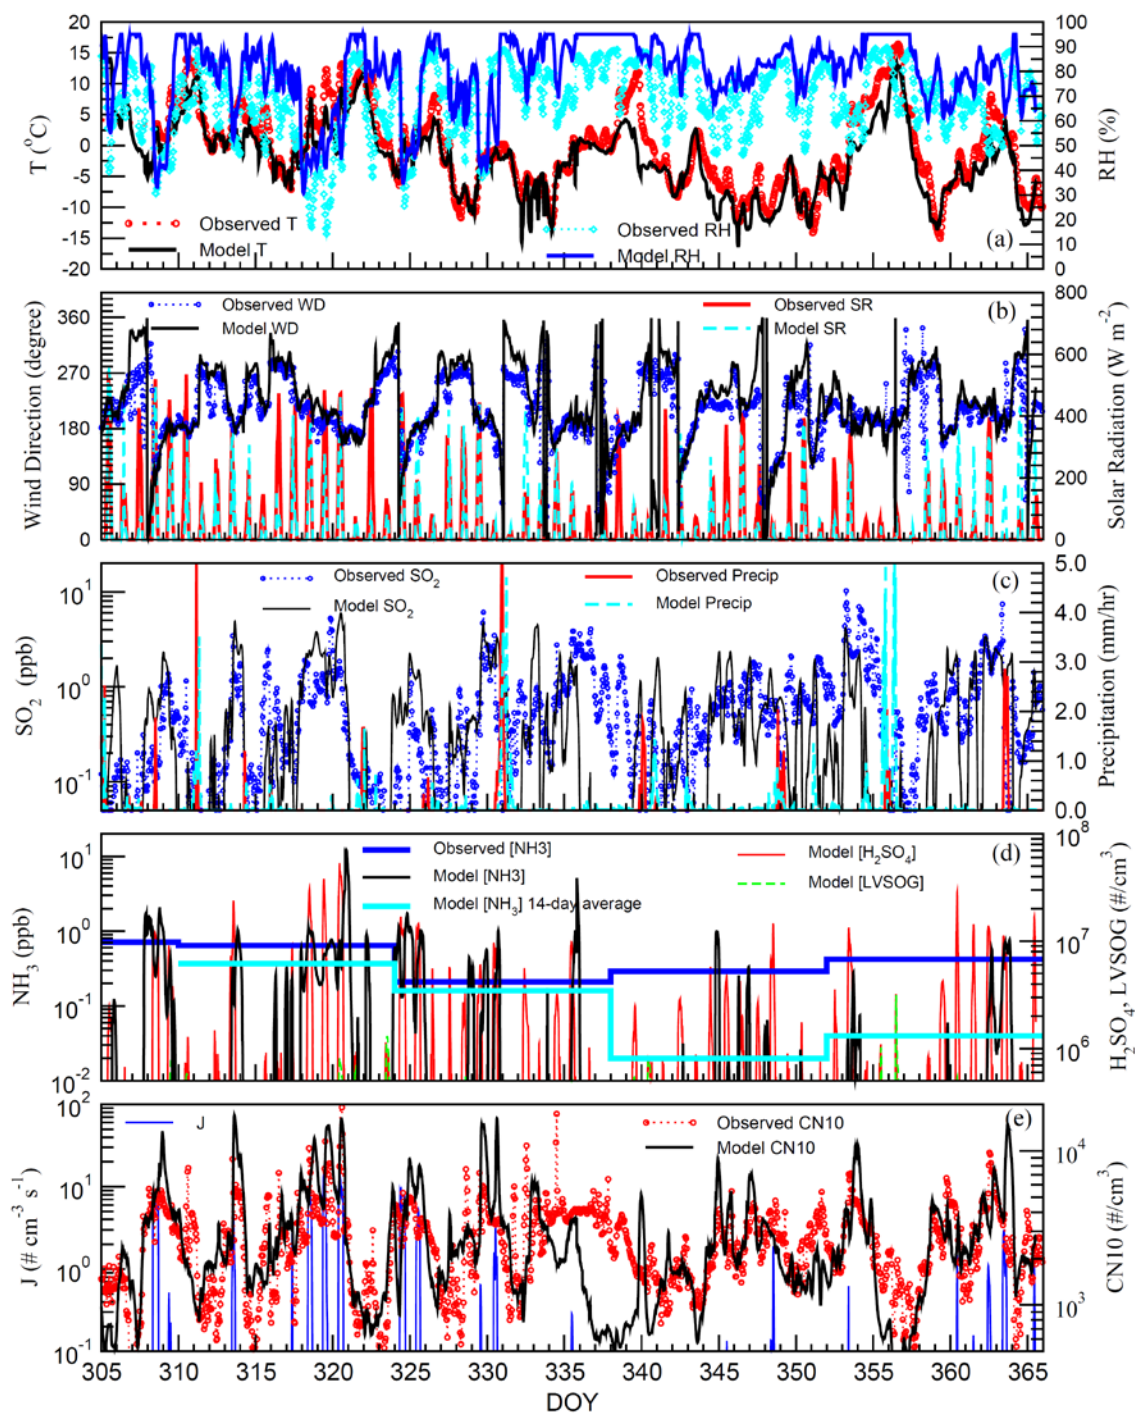 20
15
10
5
0
-5
-10
-15
-20
T (°C)
Observed T
Model T
Observed RH
Model RH
(a)
100
90
80
70
60
50
40
30
20
10
0
RH (%)
360
270
180
90
0
Wind Direction (degree)
Observed WD
Model WD
Observed SR
Model SR
(b)
800
600
400
200
0
Solar Radiation (W m⁻²)
10¹
10⁰
10⁻¹
SO₂ (ppb)
Observed SO₂
Model SO₂
Observed Precip
Model Precip
(c)
5.0
4.0
3.0
2.0
1.0
0.0
Precipitation (mm/hr)
10¹
10⁰
10⁻¹
10⁻²
NH₃ (ppb)
Observed [NH3]
Model [NH3]
Model [NH₃] 14-day average
Model [H₂SO₄]
Model [LVSOG]
(d)
10⁸
10⁷
10⁶
H₂SO₄, LVSOG (#/cm³)
10²
10¹
10⁰
10⁻¹
J (# cm⁻³ s⁻¹)
J
Observed CN10
Model CN10
(e)
10⁴
10³
CN10 (#/cm³)
305 310 315 320 325 330 335 340 345 350 355 360 365
DOY